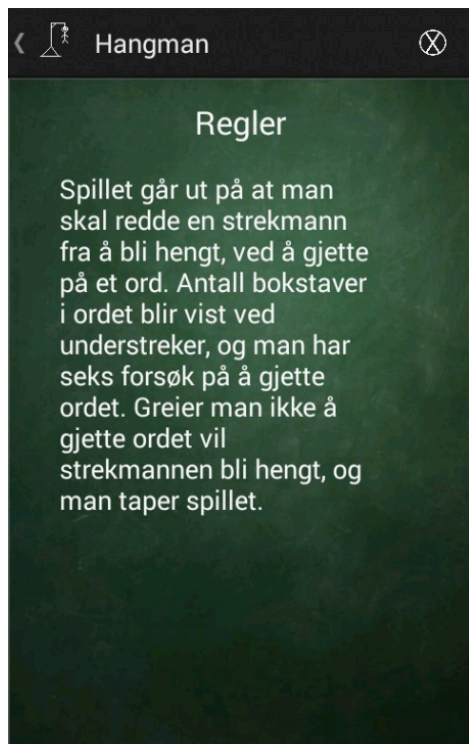 Hangman
Regler
Spillet går ut på at man
skal redde en strekmann
fra å bli hengt, ved å gjette
på et ord. Antall bokstaver
i ordet blir vist ved
understreker, og man har
seks forsøk på å gjette
ordet. Greier man ikke å
gjette ordet vil
strekmannen bli hengt, og
man taper spillet.